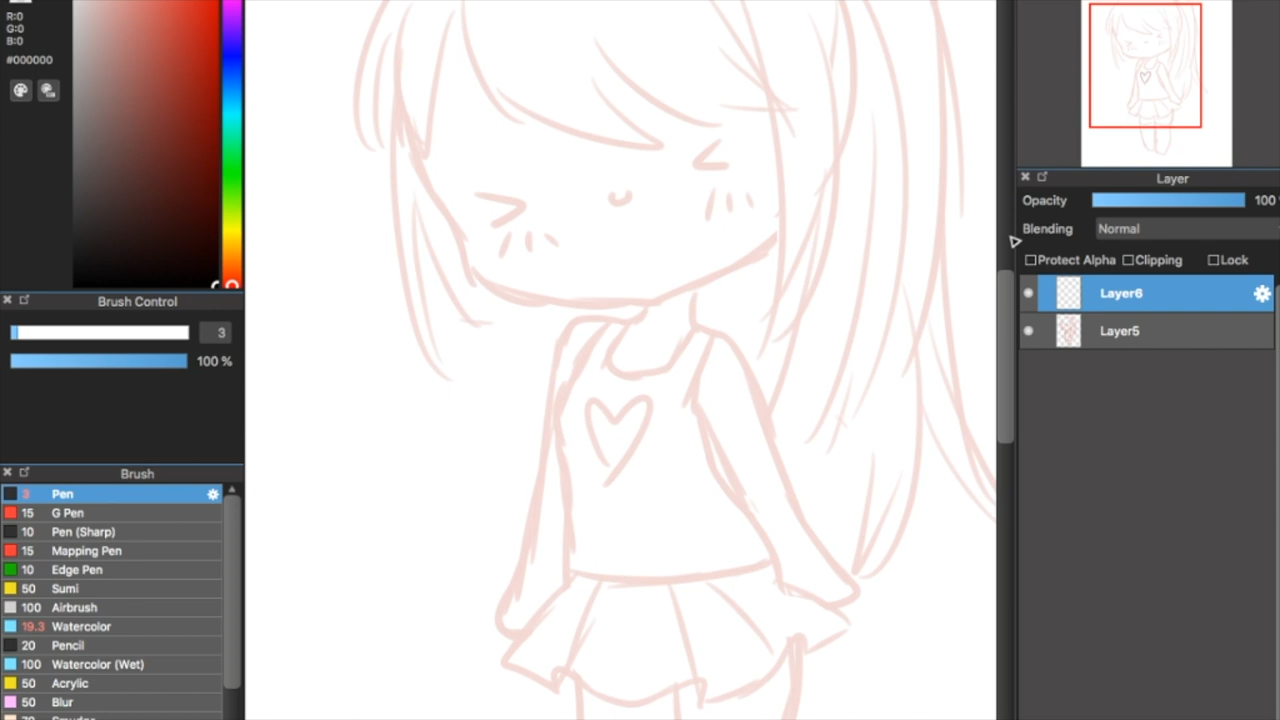 R:0
G:0
B:0
#000000
Brush Control
3
100 %
Brush
3 Pen
15 G Pen
10 Pen (Sharp)
15 Mapping Pen
10 Edge Pen
50 Sumi
100 Airbrush
19.3 Watercolor
20 Pencil
100 Watercolor (Wet)
50 Acrylic
50 Blur
Layer
Opacity 100
Blending Normal
Protect Alpha Clipping Lock
Layer6
Layer5